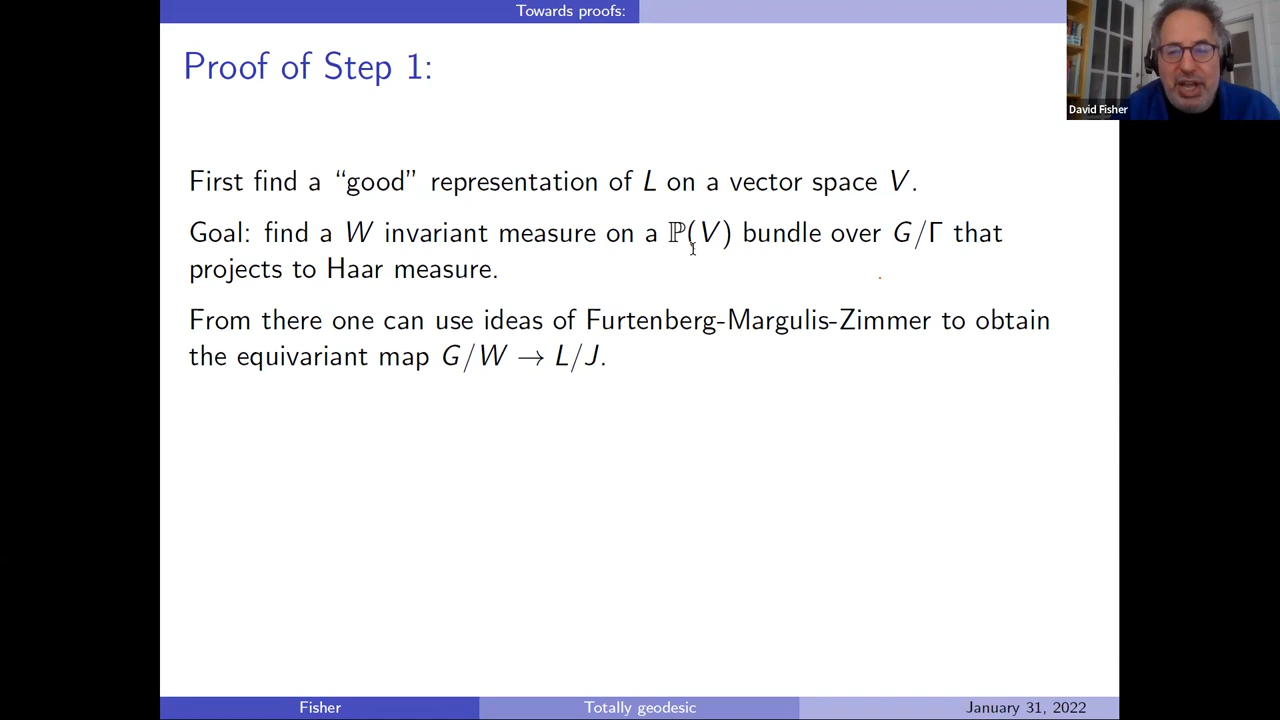 Towards proofs:
Proof of Step 1:
David Fisher
First find a “good” representation of L on a vector space V.
Goal: find a W invariant measure on a ℙ(V) bundle over G/Γ that
projects to Haar measure.
From there one can use ideas of Furtenberg-Margulis-Zimmer to obtain
the equivariant map G/W → L/J.
Fisher
Totally geodesic
January 31, 2022